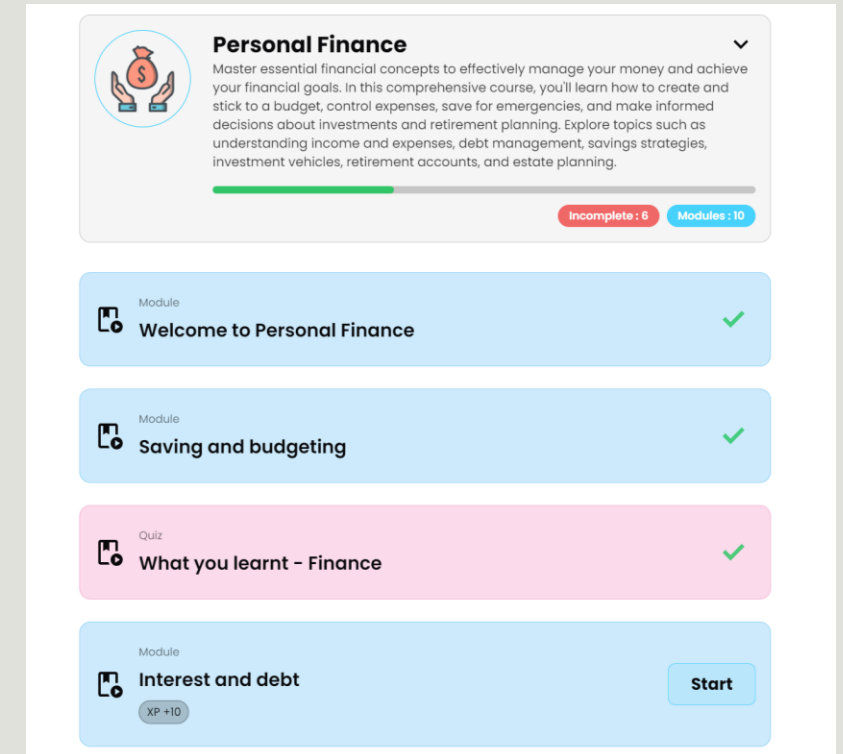 Personal Finance
Master essential financial concepts to effectively manage your money and achieve
your financial goals. In this comprehensive course, you'll learn how to create and
stick to a budget, control expenses, save for emergencies, and make informed
decisions about investments and retirement planning. Explore topics such as
understanding income and expenses, debt management, savings strategies,
investment vehicles, retirement accounts, and estate planning.
Incomplete : 6
Modules : 10
Module
Welcome to Personal Finance
Module
Saving and budgeting
Quiz
What you learnt - Finance
Module
Interest and debt
XP +10
Start